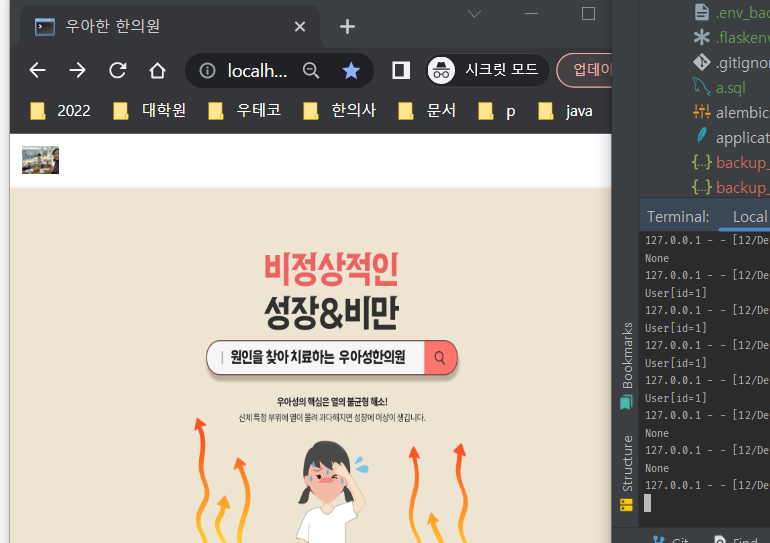 우아한 한의원
localh...
시크릿 모드
업데이
2022
대학원
우테코
한의사
문서
p
java
비정상적인
성장&비만
원인을 찾아 치료하는 우아성한의원
우아성의 핵심은 열의 불균형 해소!
신체 특정 부위에 열이 몰려 과다해지면 성장에 이상이 생깁니다.
.env_bac
.flaskenv
.gitignor
a.sql
alembic
applicat
backup_
backup_
Terminal:
Local
127.0.0.1 - - [12/De
None
127.0.0.1 - - [12/De
User[id=1]
127.0.0.1 - - [12/De
User[id=1]
127.0.0.1 - - [12/De
User[id=1]
127.0.0.1 - - [12/De
User[id=1]
127.0.0.1 - - [12/De
None
127.0.0.1 - - [12/De
None
127.0.0.1 - - [12/De
Bookmarks
Structure
Git
Find